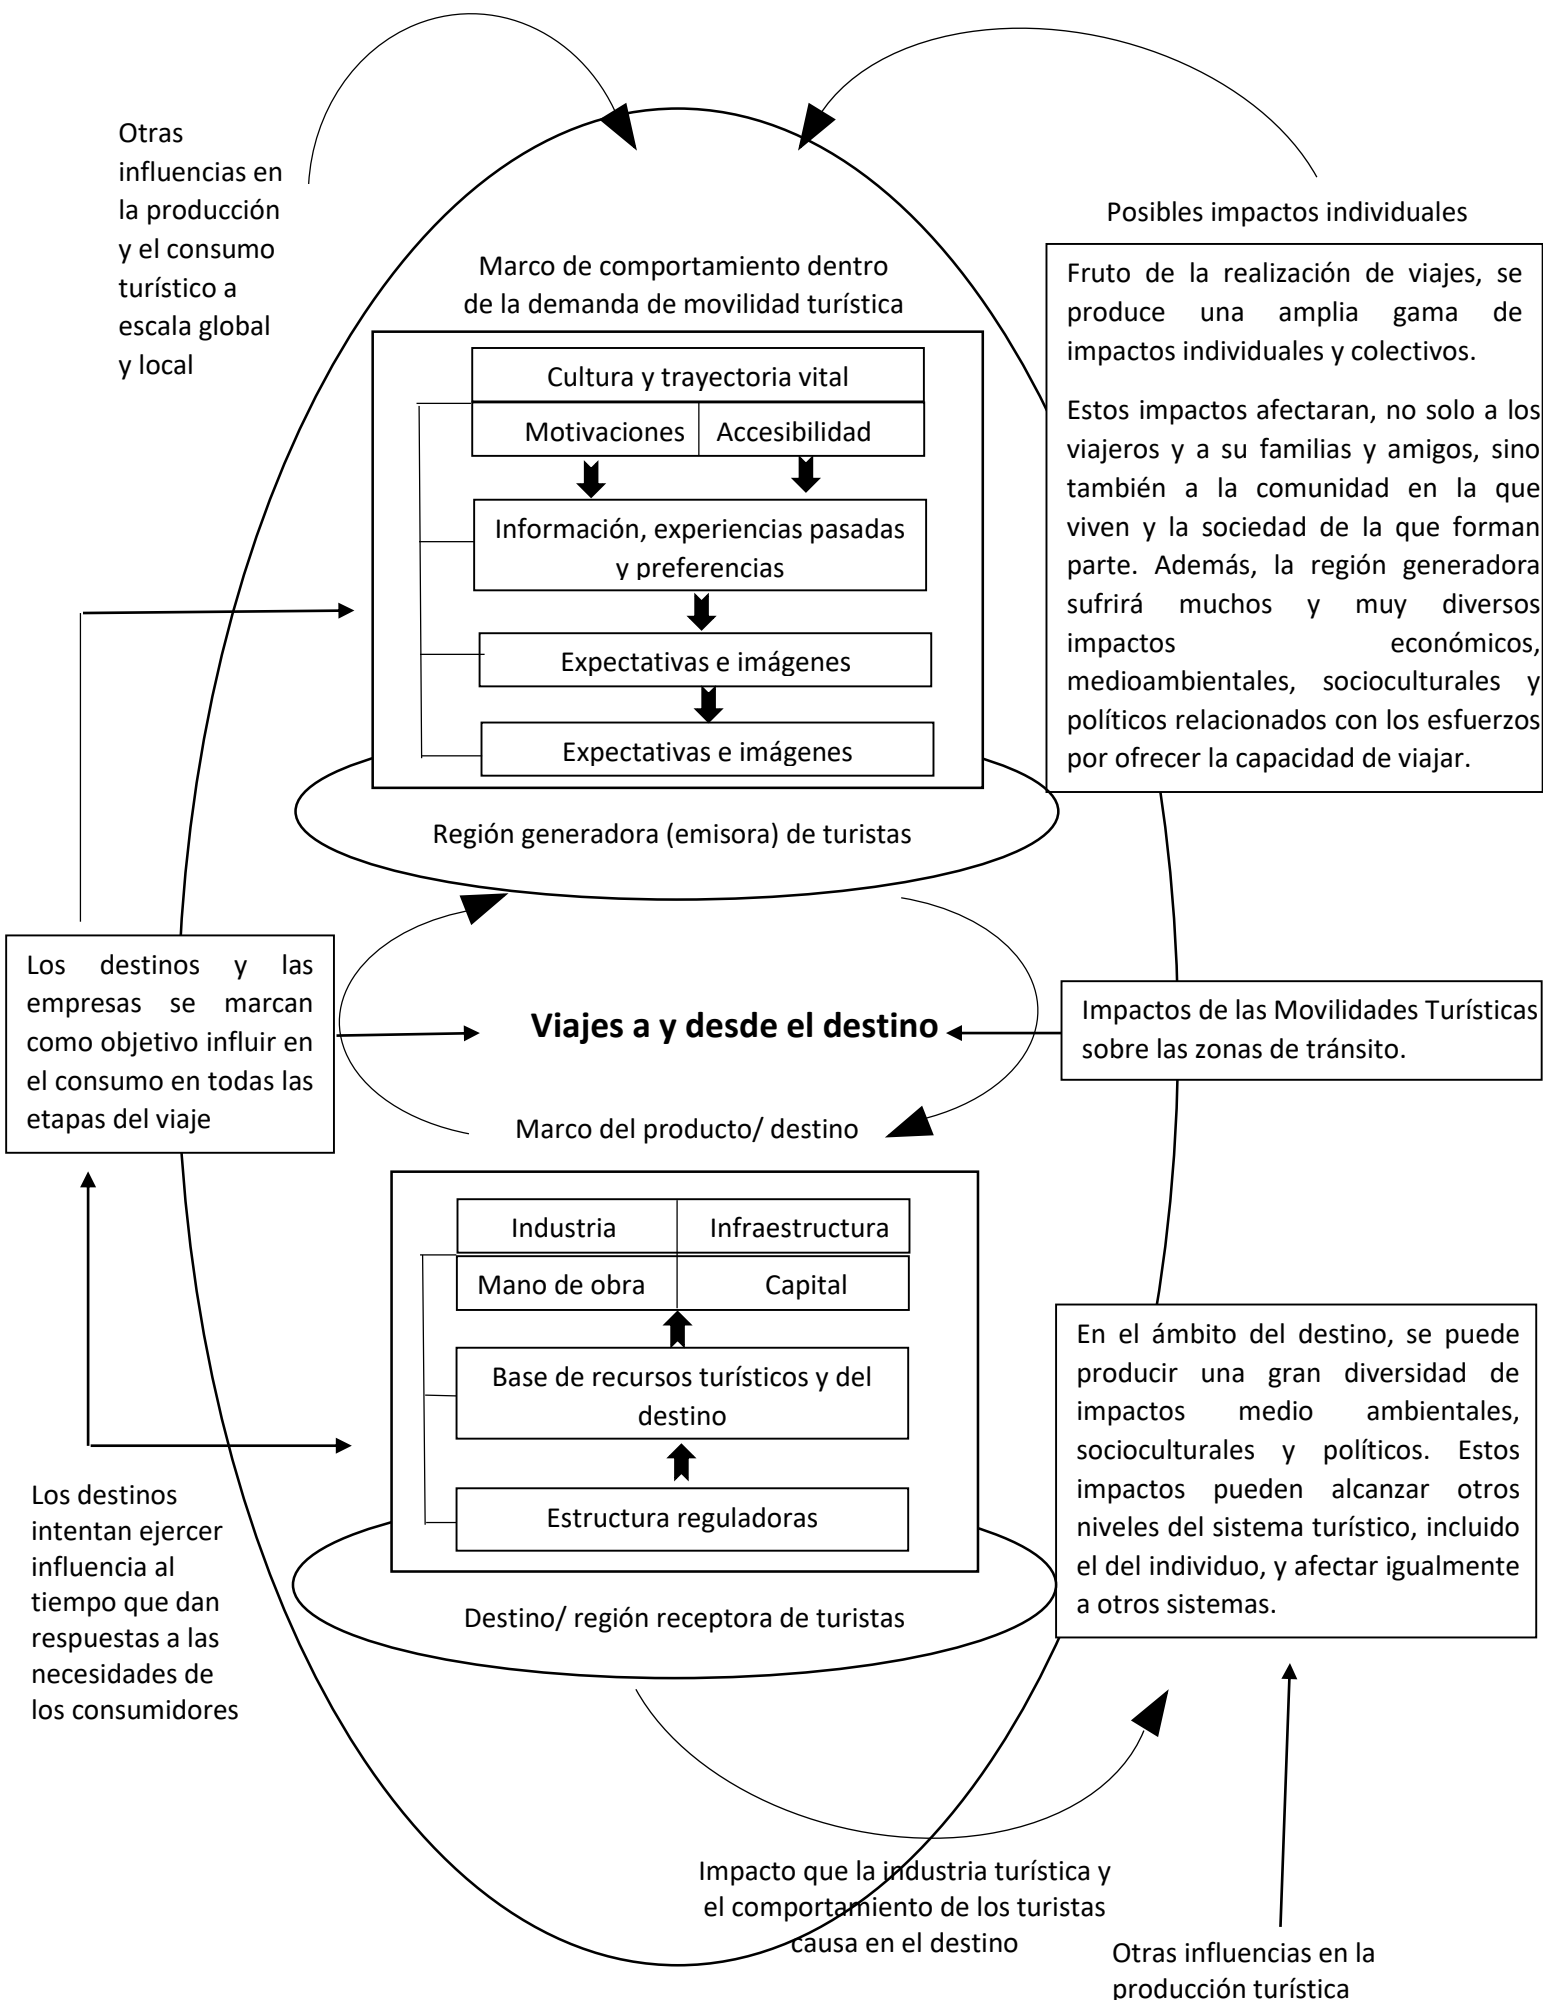 Otras
influencias en
la producción
y el consumo
turístico a
escala global
y local
Posibles impactos individuales
Marco de comportamiento dentro
de la demanda de movilidad turística
Cultura y trayectoria vital
Motivaciones
Accesibilidad
Información, experiencias pasadas
y preferencias
Expectativas e imágenes
Expectativas e imágenes
Región generadora (emisora) de turistas
Fruto de la realización de viajes, se
produce una amplia gama de
impactos individuales y colectivos.
Estos impactos afectaran, no solo a los
viajeros y a su familias y amigos, sino
también a la comunidad en la que
viven y la sociedad de la que forman
parte. Además, la región generadora
sufrirá muchos y muy diversos
impactos económicos,
medioambientales, socioculturales y
políticos relacionados con los esfuerzos
por ofrecer la capacidad de viajar.
Los destinos y las
empresas se marcan
como objetivo influir en
el consumo en todas las
etapas del viaje
Viajes a y desde el destino
Impactos de las Movilidades Turísticas
sobre las zonas de tránsito.
Marco del producto/ destino
Industria
Infraestructura
Mano de obra
Capital
Base de recursos turísticos y del
destino
Estructura reguladoras
Destino/ región receptora de turistas
En el ámbito del destino, se puede
producir una gran diversidad de
impactos medio ambientales,
socioculturales y políticos. Estos
impactos pueden alcanzar otros
niveles del sistema turístico, incluido
el del individuo, y afectar igualmente
a otros sistemas.
Los destinos
intentan ejercer
influencia al
tiempo que dan
respuestas a las
necesidades de
los consumidores
Impacto que la industria turística y
el comportamiento de los turistas
causa en el destino
Otras influencias en la
producción turística